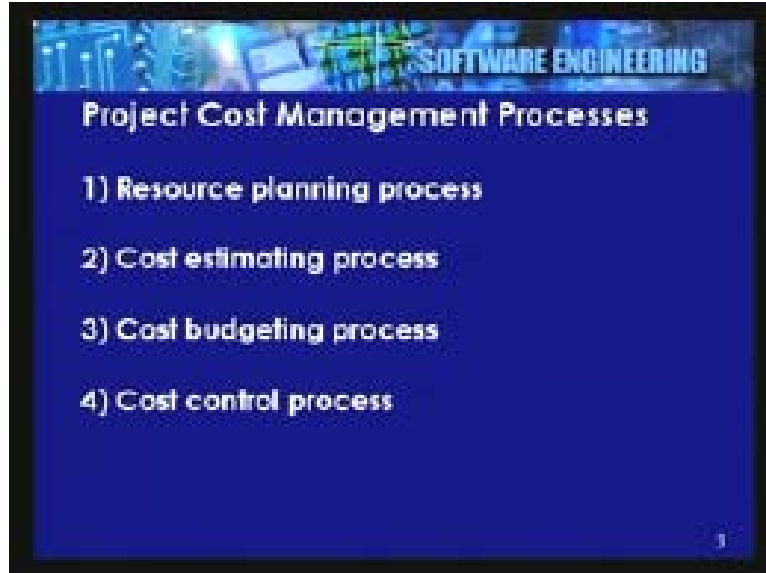 SOFTWARE ENGINEERING
Project Cost Management Processes
1) Resource planning process
2) Cost estimating process
3) Cost budgeting process
4) Cost control process